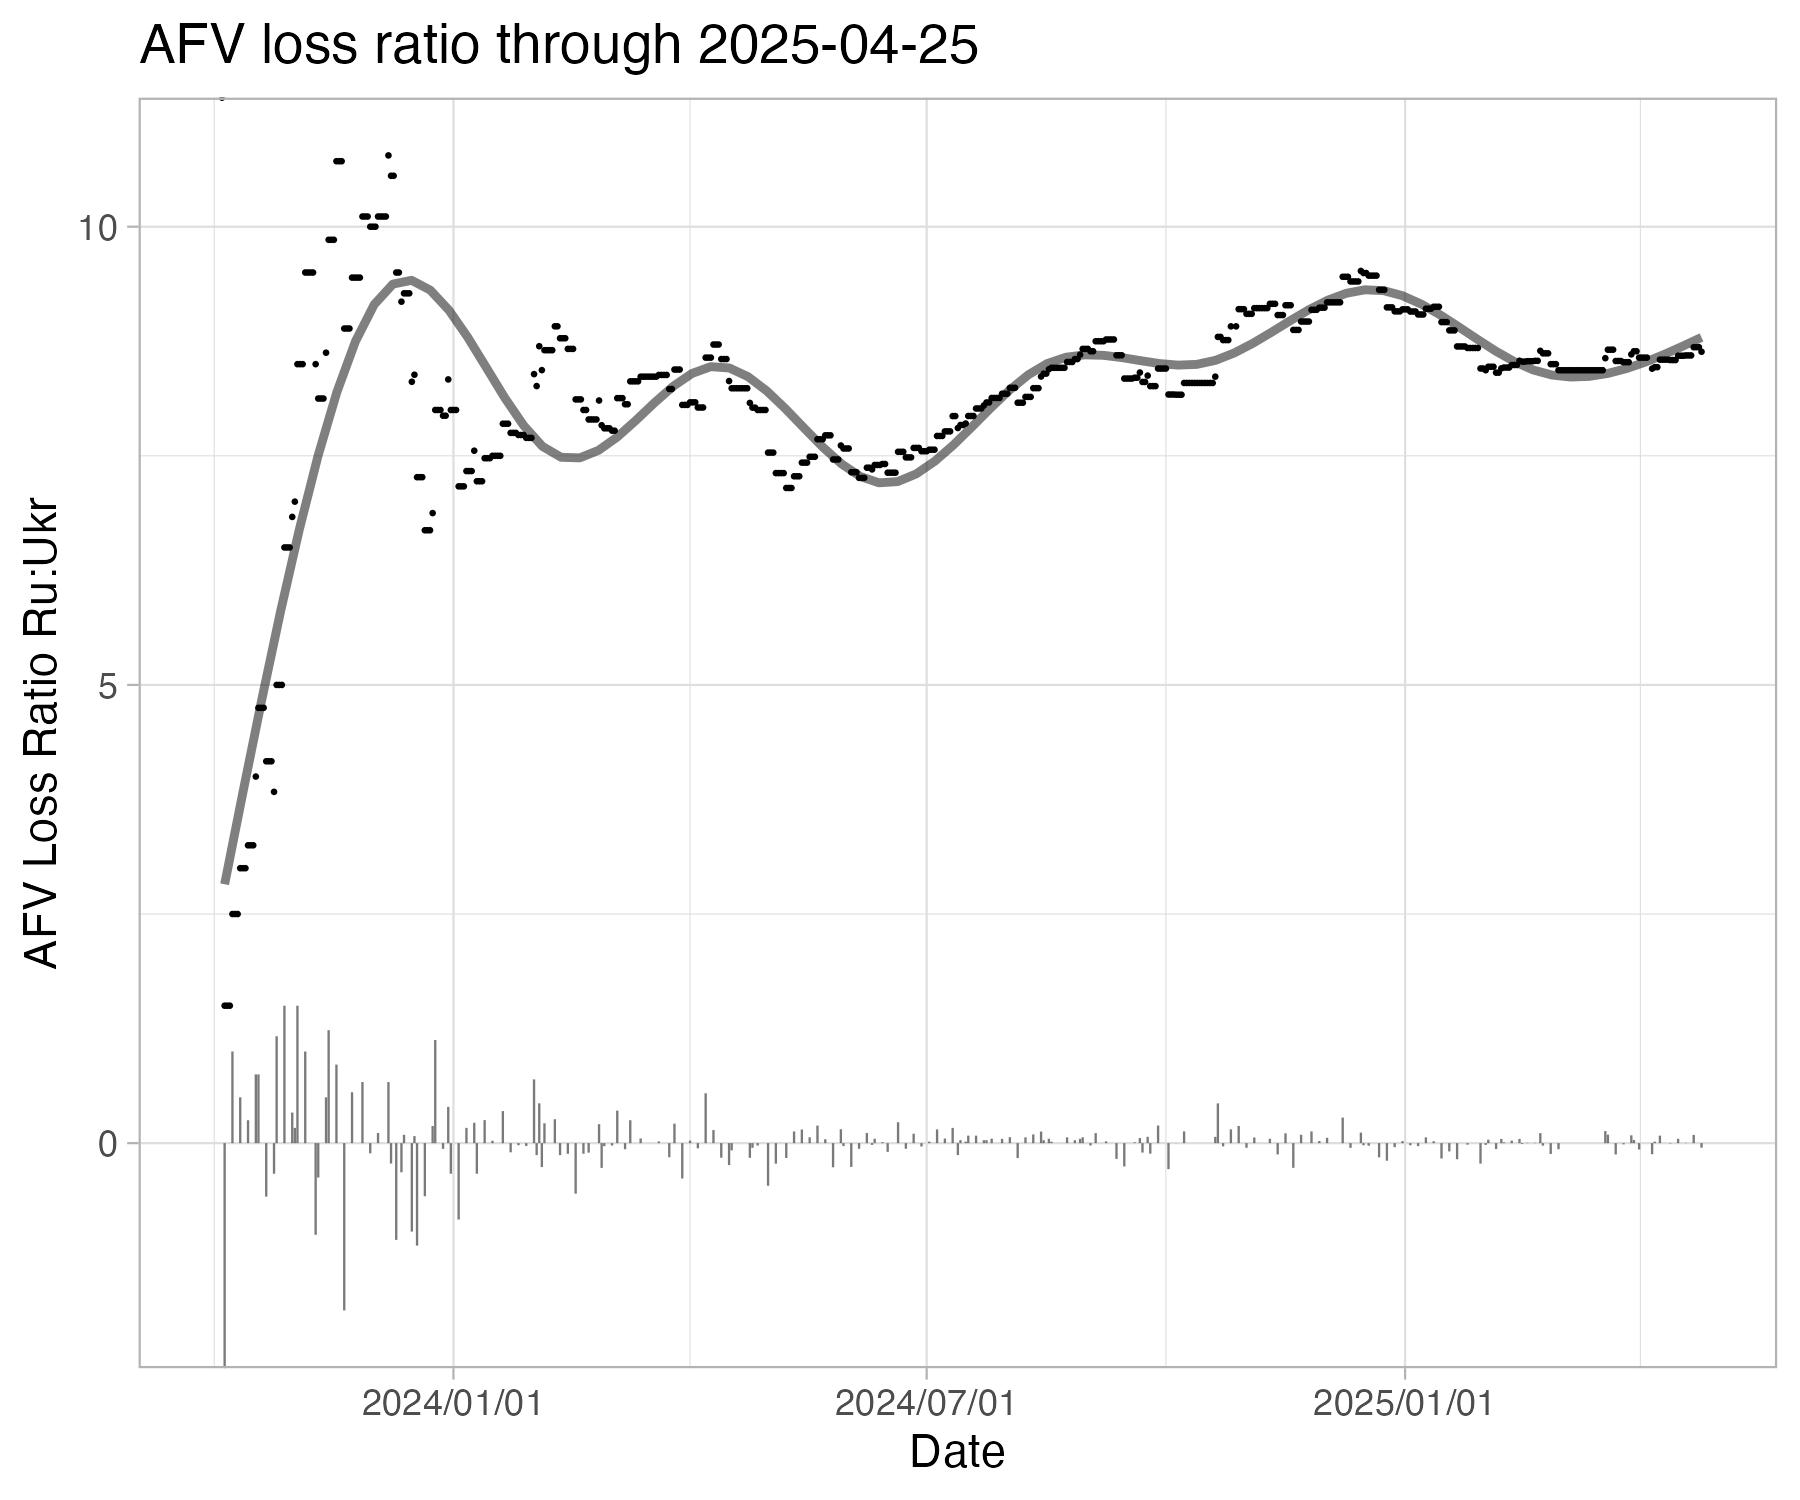 AFV loss ratio through 2025-04-25
AFV Loss Ratio Ru:Ukr
10
5
0
2024/01/01
2024/07/01
2025/01/01
Date